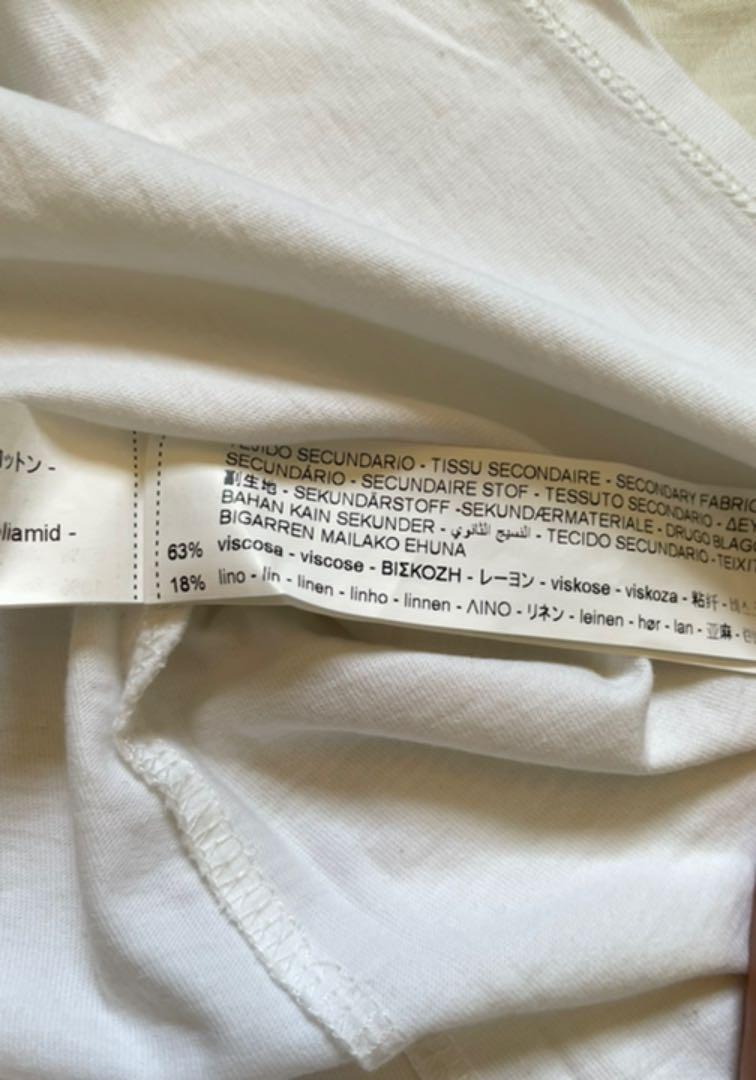 ットン -
liamid -
TEJIDO SECUNDARIO - TISSU SECONDAIRE - SECONDARY FABRIC
SECUNDÁRIO - SECUNDAIRE STOF - TESSUTO SECONDARIO - ΔΕΥ
副生地 - SEKUNDÄRSTOFF -SEKUNDÆRMATERIALE - DRUGO BLAGO
BAHAN KAIN SEKUNDER - النسيج الثانوي - TECIDO SECUNDARIO - TEIXIT
BIGARREN MAILAKO EHUNA
63% viscosa - viscose - ΒΙΣΚΟΖΗ - レーヨン - viskose - viskoza - 粘纤 -
18% lino - lin - linen - linho - linnen - ΛΙΝΟ - リネン - leinen - hør - lan - 亚麻 -